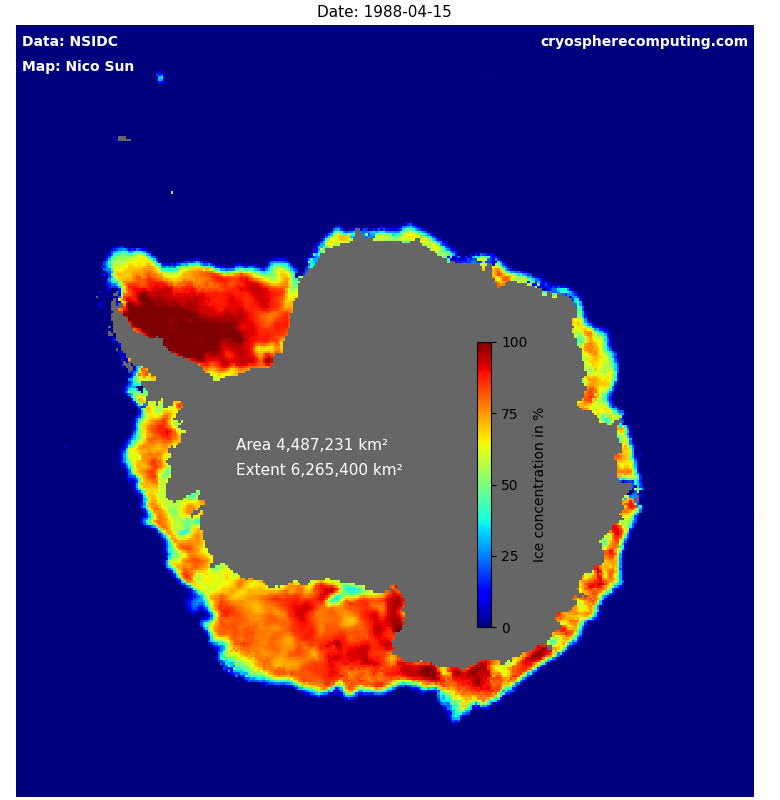 Date: 1988-04-15
Data: NSIDC
cryospherecomputing.com
Map: Nico Sun
100
75
50
25
0
Ice concentration in %
Area 4,487,231 km²
Extent 6,265,400 km²